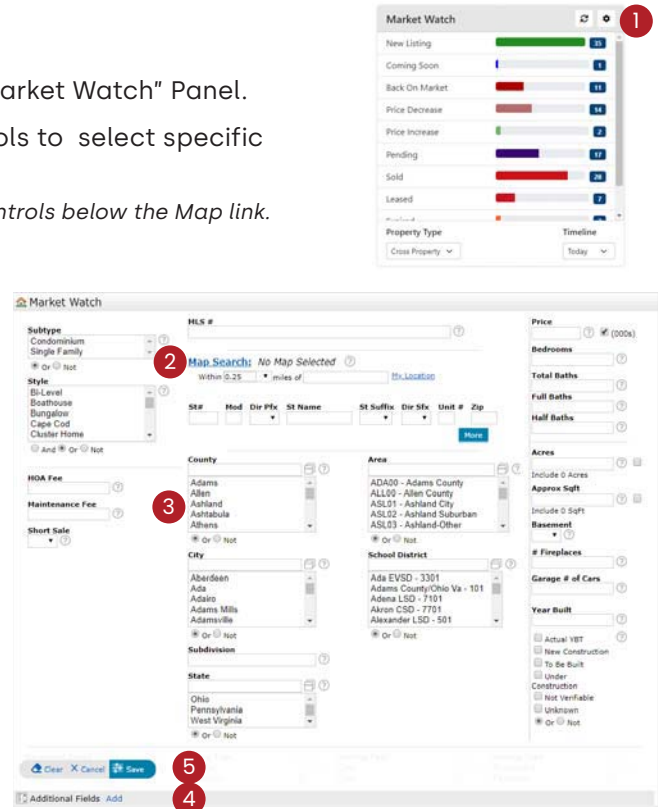 Market Watch
1
New Listing 35
Coming Soon 1
Back On Market 11
Price Decrease 14
Price Increase 2
Pending 17
Sold 28
Leased 7
Property Type Timeline
Cross Property Today
arket Watch" Panel.
ols to select specific
ntrols below the Map link.
Market Watch
Subtype
Condominium
Single Family
Or Not
Style
Bi-Level
Boathouse
Bungalow
Cape Cod
Cluster Home
And Or Not
HOA Fee
Maintenance Fee
Short Sale
MLS #
2
Map Search: No Map Selected
Within 0.25 miles of My Location
St# Mod Dir Pfx St Name St Suffix Dir Sfx Unit # Zip
More
3
County
Adams
Allen
Ashland
Ashtabula
Athens
Or Not
Area
ADA00 - Adams County
ALL00 - Allen County
ASL01 - Ashland City
ASL02 - Ashland Suburban
ASL03 - Ashland-Other
Or Not
City
Aberdeen
Ada
Adairo
Adams Mills
Adamsville
Or Not
School District
Ada EVSD - 3301
Adams County/Ohio Va - 101
Adena LSD - 7101
Akron CSD - 7701
Alexander LSD - 501
Or Not
Subdivision
State
Ohio
Pennsylvania
West Virginia
Or Not
Price
(000s)
Bedrooms
Total Baths
Full Baths
Half Baths
Acres
Include 0 Acres
Approx Sqft
Include 0 SqFt
Basement
# Fireplaces
Garage # of Cars
Year Built
Actual YBT
New Construction
To Be Built
Under
Construction
Not Verifiable
Unknown
Or Not
Clear Cancel Save
5
Additional Fields Add
4